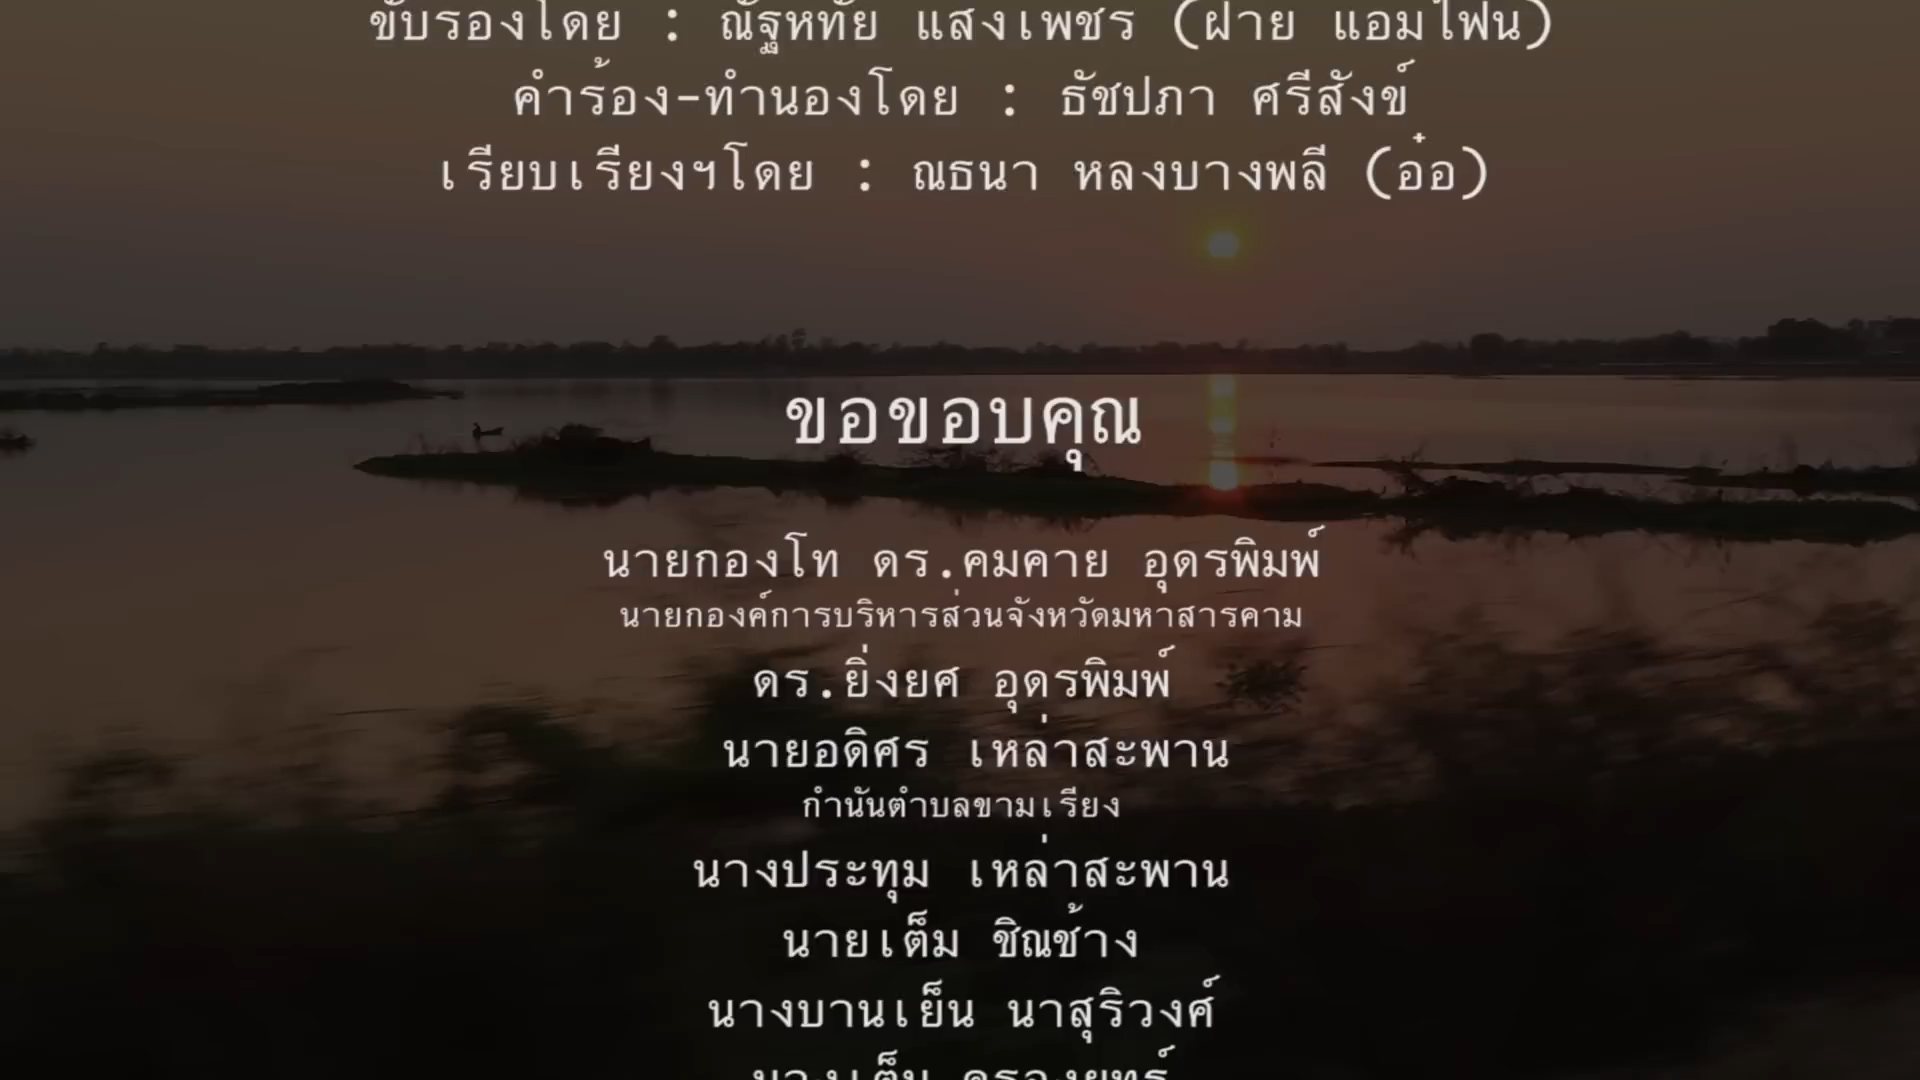 ขับร้องโดย : ณัฐหทัย แสงเพชร (ฝ้าย แอมไฟน์)
คำร้อง-ทำนองโดย : ธัชปภา ศรีสังข์
เรียบเรียงฯโดย : ณธนา หลงบางพลี (อ๋อ)
ขอขอบคุณ
นายกองโท ดร.คมคาย อุดรพิมพ์
นายกองค์การบริหารส่วนจังหวัดมหาสารคาม
ดร.ยิ่งยศ อุดรพิมพ์
นายอดิศร เหล่าสะพาน
กำนันตำบลขามเรียง
นางประทุม เหล่าสะพาน
นายเต็ม ชิณช้าง
นางบานเย็น นาสุริวงศ์